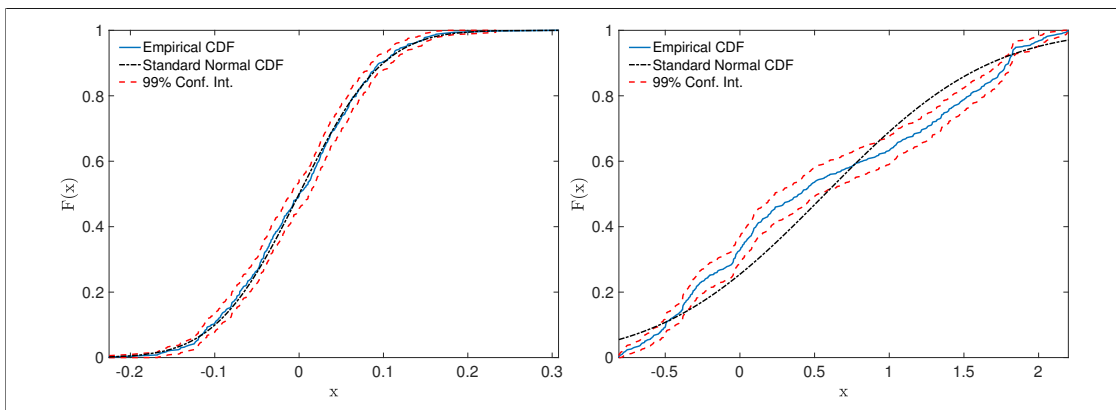 1
Empirical CDF
Standard Normal CDF
99% Conf. Int.
0.8
0.6
F(x)
0.4
0.2
0
-0.2 -0.1 0 0.1 0.2 0.3
x
1
Empirical CDF
Standard Normal CDF
99% Conf. Int.
0.8
0.6
F(x)
0.4
0.2
0
-0.5 0 0.5 1 1.5 2
x